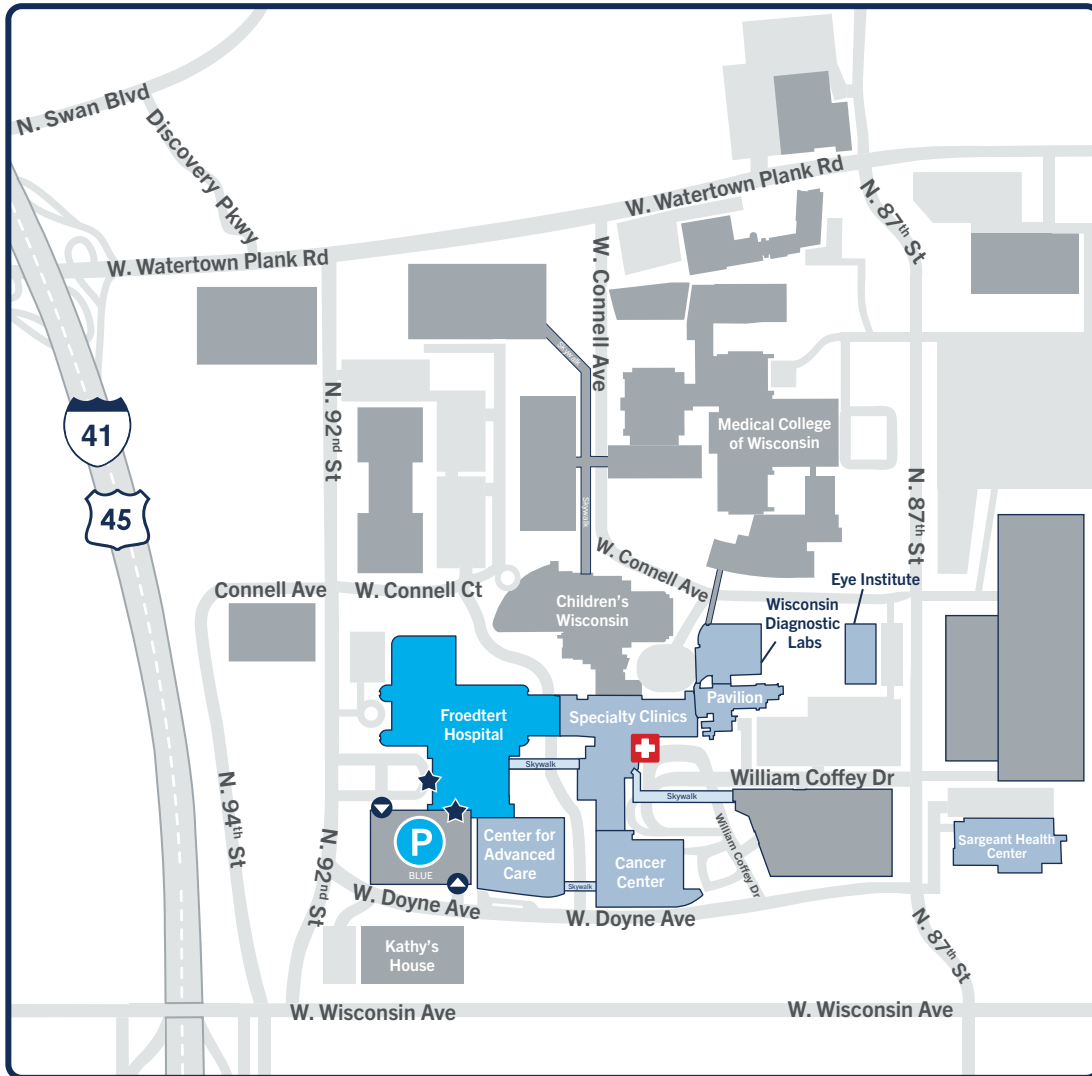 N. Swan Blvd
Discovery Pkwy
W. Watertown Plank Rd
W. Watertown Plank Rd
N. 87th St
W. Connell Ave
Skywalk
41
45
N. 92nd St
Medical College
of Wisconsin
Skywalk
N. 87th St
W. Connell Ave
Connell Ave
W. Connell Ct
Eye Institute
Children's
Wisconsin
Wisconsin
Diagnostic
Labs
Pavilion
Froedtert
Hospital
Specialty Clinics
Skywalk
William Coffey Dr
Skywalk
N. 94th St
N. 92nd St
P
BLUE
Center for
Advanced
Care
Skywalk
Cancer
Center
William Coffey Dr
Sargeant Health
Center
W. Doyne Ave
W. Doyne Ave
N. 87th St
Kathy's
House
W. Wisconsin Ave
W. Wisconsin Ave